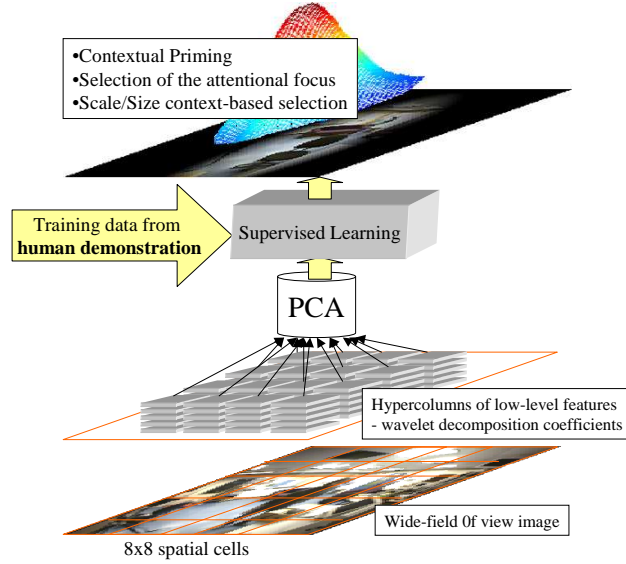 •Contextual Priming
•Selection of the attentional focus
•Scale/Size context-based selection
Training data from
human demonstration
Supervised Learning
PCA
Hypercolumns of low-level features
- wavelet decomposition coefficients
Wide-field 0f view image
8x8 spatial cells